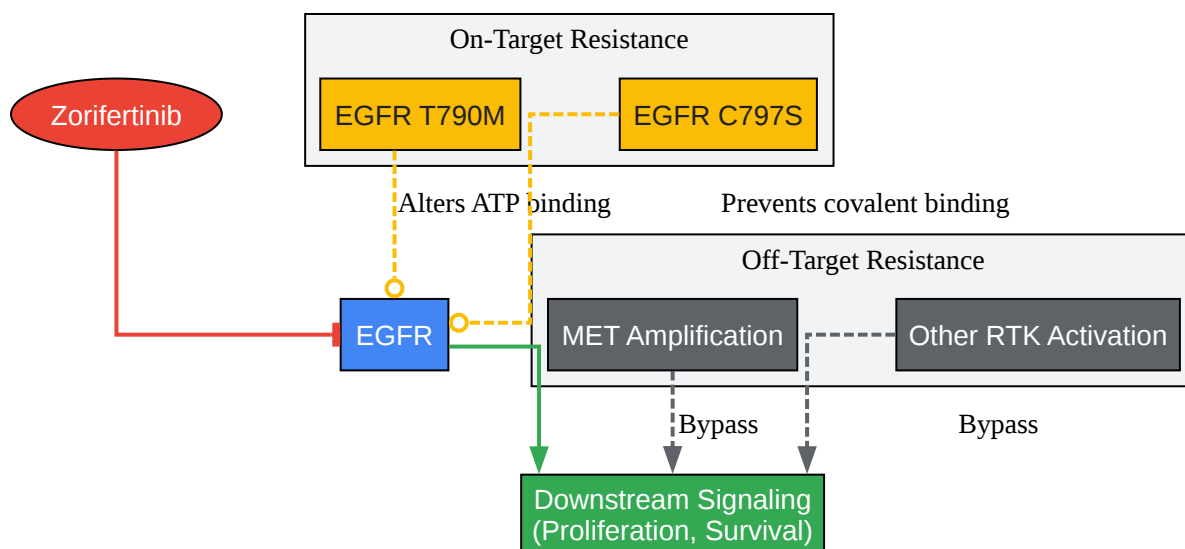 On-Target Resistance
Zorifertinib
EGFR T790M
EGFR C797S
Alters ATP binding
Prevents covalent binding
Off-Target Resistance
EGFR
MET Amplification
Other RTK Activation
Bypass
Bypass
Downstream Signaling
(Proliferation, Survival)